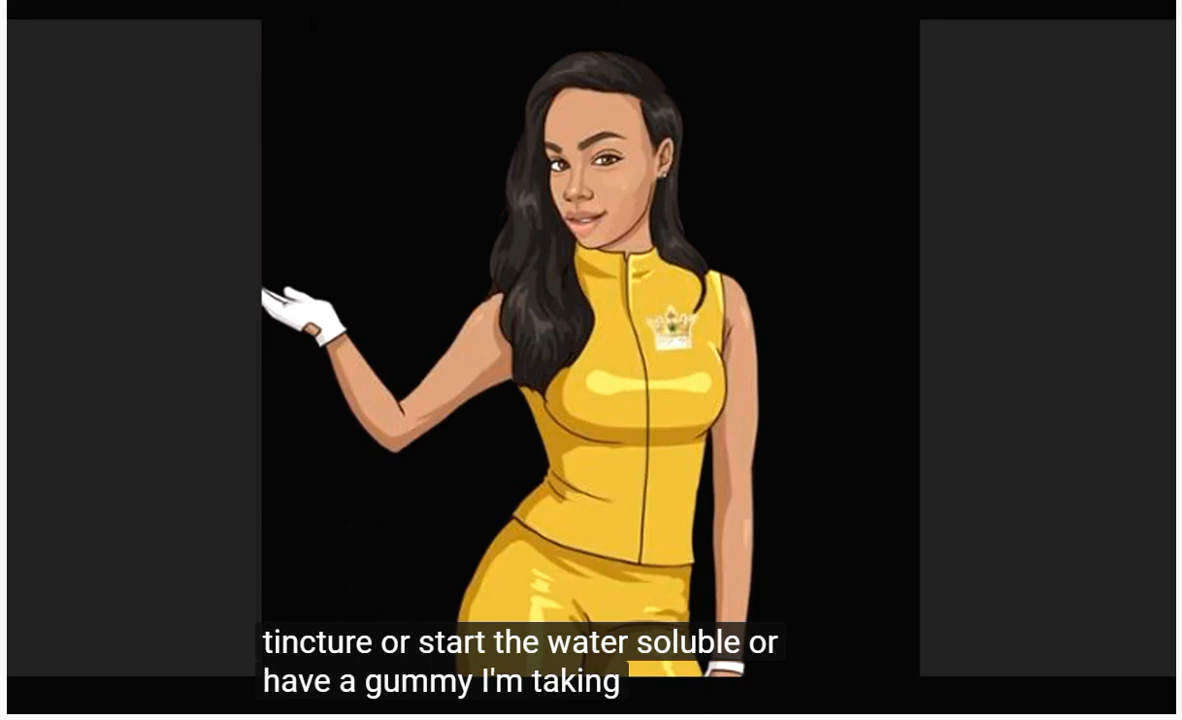 tincture or start the water soluble or
have a gummy I'm taking